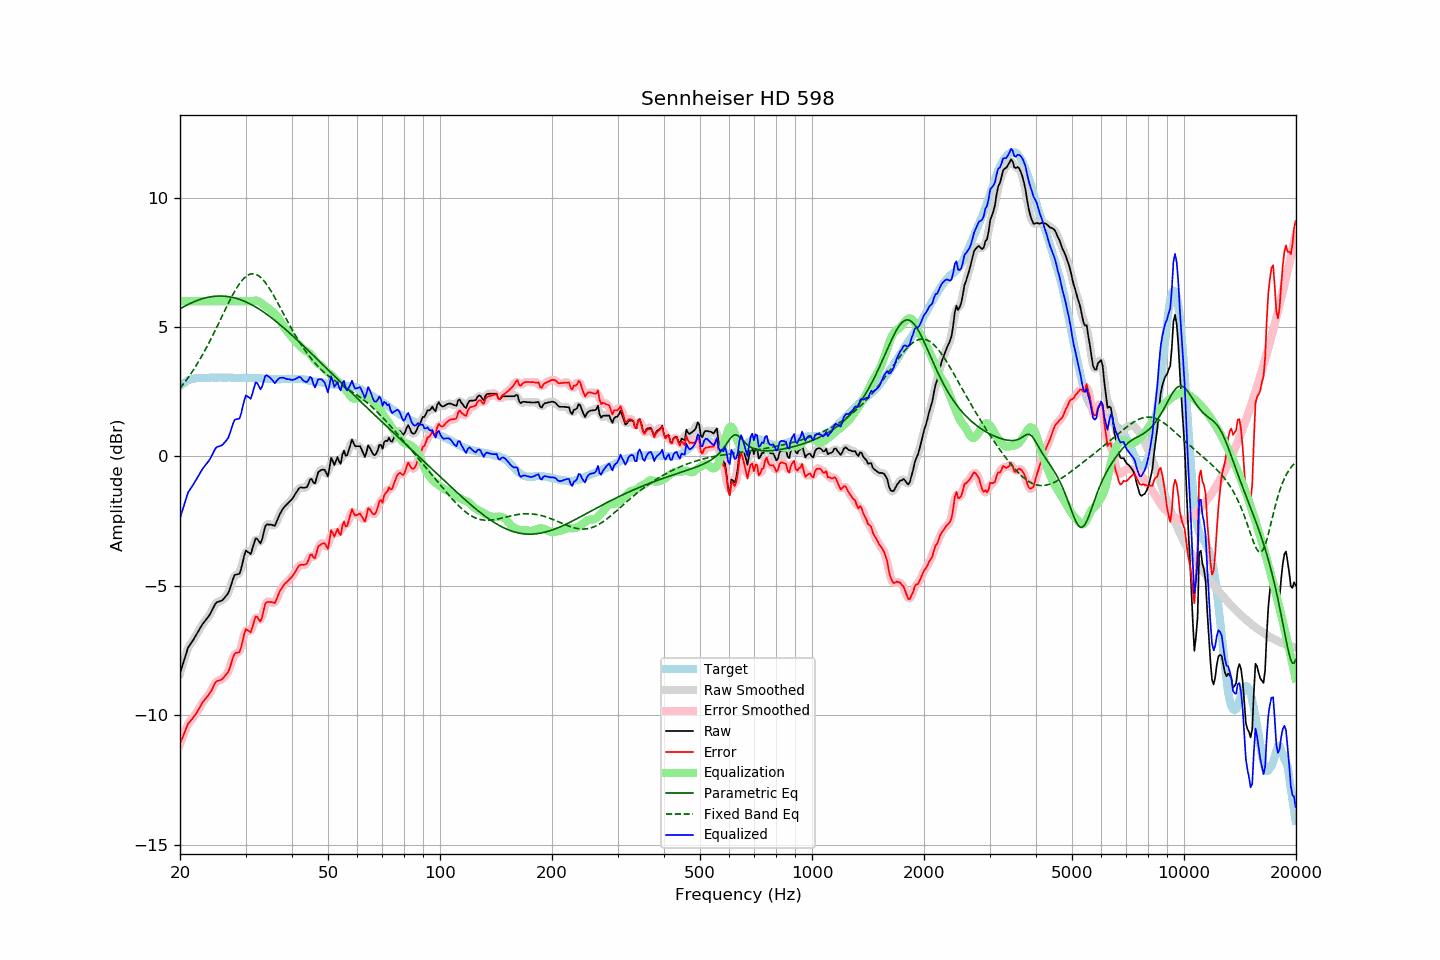 Sennheiser HD 598
Amplitude (dBr)
10
5
0
−5
−10
−15
Target
Raw Smoothed
Error Smoothed
Raw
Error
Equalization
Parametric Eq
Fixed Band Eq
Equalized
20 50 100 200 500 1000 2000 5000 10000 20000
Frequency (Hz)